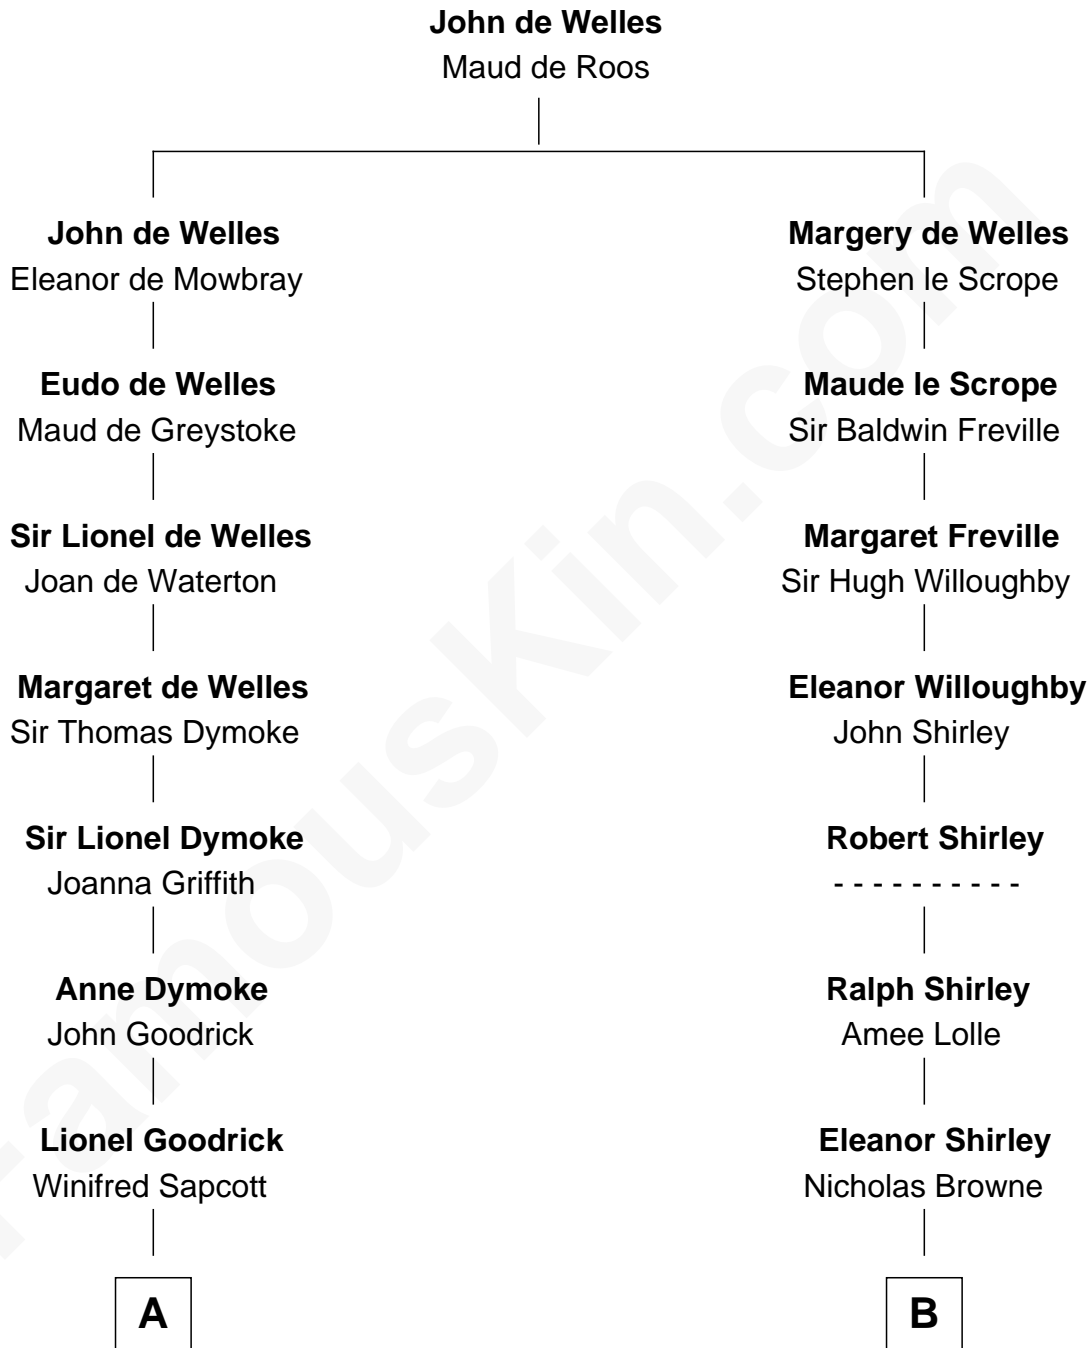 John de Welles
Maud de Roos
John de Welles
Eleanor de Mowbray
Eudo de Welles
Maud de Greystoke
Sir Lionel de Welles
Joan de Waterton
Margaret de Welles
Sir Thomas Dymoke
Sir Lionel Dymoke
Joanna Griffith
Anne Dymoke
John Goodrick
Lionel Goodrick
Winifred Sapcott
A
Margery de Welles
Stephen le Scrope
Maude le Scrope
Sir Baldwin Freville
Margaret Freville
Sir Hugh Willoughby
Eleanor Willoughby
John Shirley
Robert Shirley
- - - - - - - - - -
Ralph Shirley
Amee Lolle
Eleanor Shirley
Nicholas Browne
B
FamousKin.com